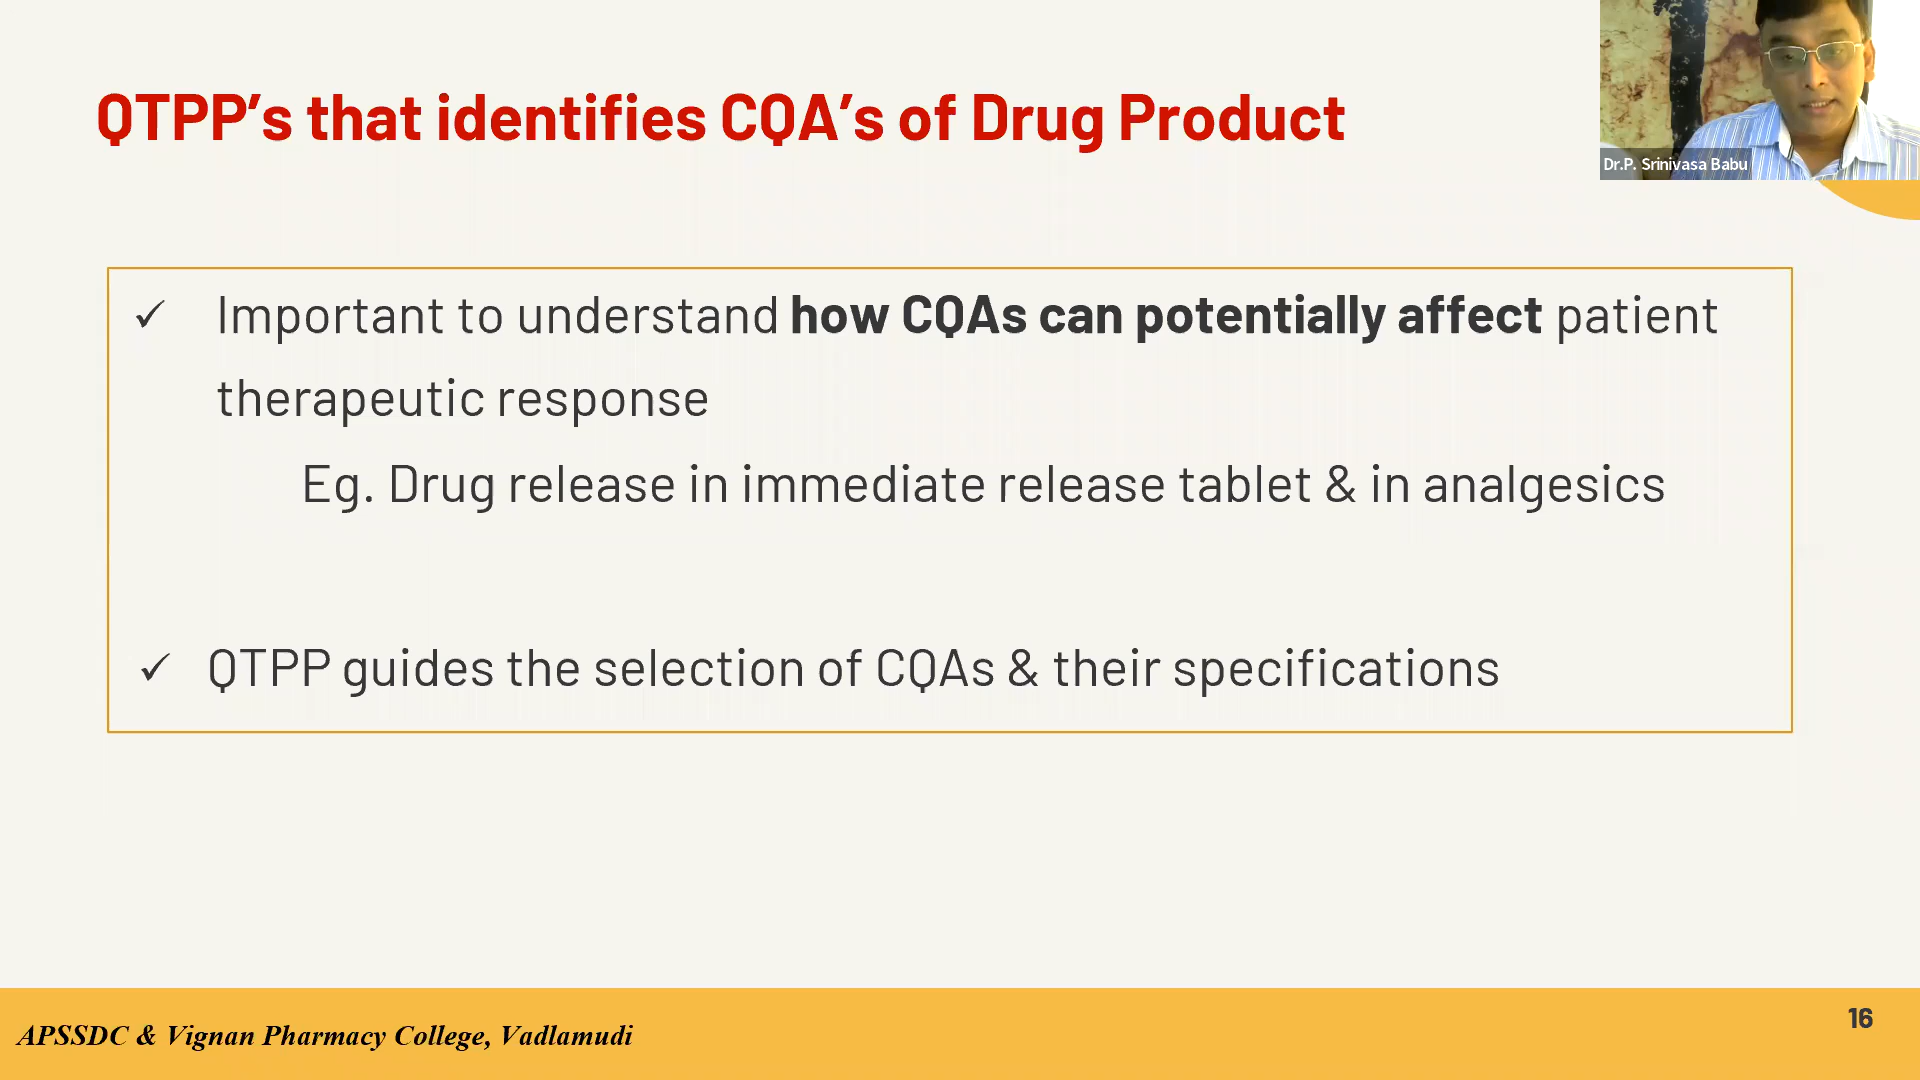 QTPP’s that identifies CQA’s of Drug Product
Dr.P. Srinivasa Babu
✓ Important to understand how CQAs can potentially affect patient
therapeutic response
Eg. Drug release in immediate release tablet & in analgesics
✓ QTPP guides the selection of CQAs & their specifications
APSSDC & Vignan Pharmacy College, Vadlamudi
16